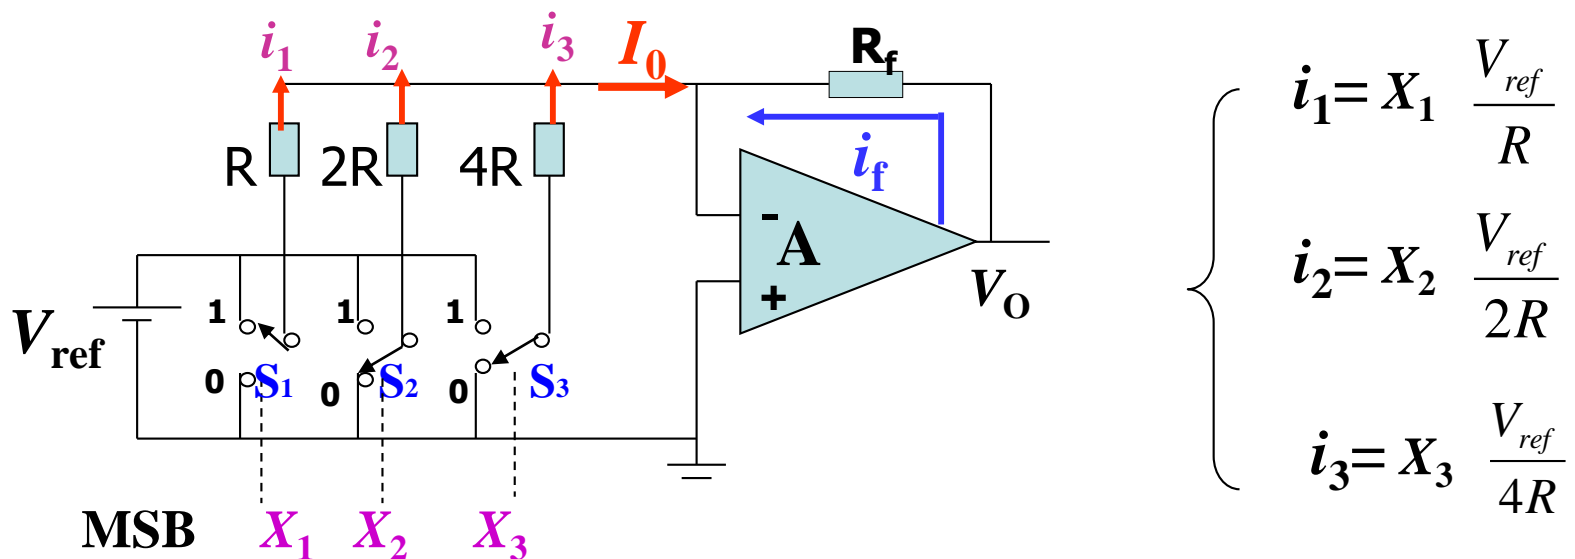 i1 i2 i3 I0 Rf
R 2R 4R
if
- A +
VO
Vref
1 1 1
0 S1 0 S2 0 S3
MSB X1 X2 X3
i1= X1 Vref/R
i2= X2 Vref/2R
i3= X3 Vref/4R